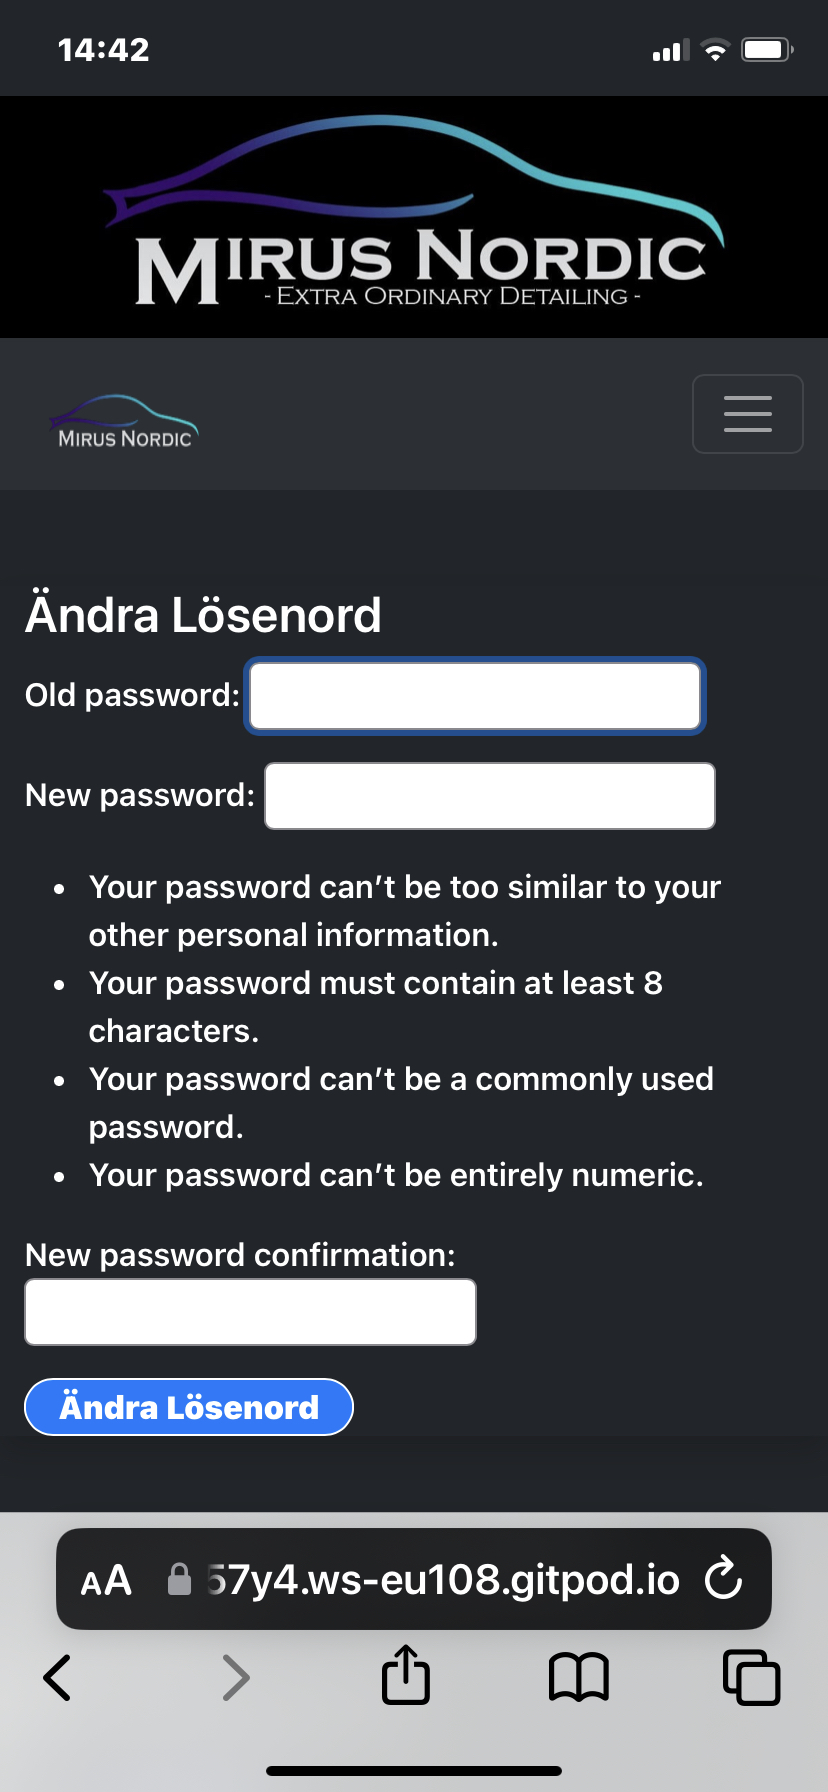 14:42
MIRUS NORDIC
- EXTRA ORDINARY DETAILING -
MIRUS NORDIC
Ändra Lösenord
Old password:
New password:
• Your password can’t be too similar to your
other personal information.
• Your password must contain at least 8
characters.
• Your password can’t be a commonly used
password.
• Your password can’t be entirely numeric.
New password confirmation:
Ändra Lösenord
AA 57y4.ws-eu108.gitpod.io